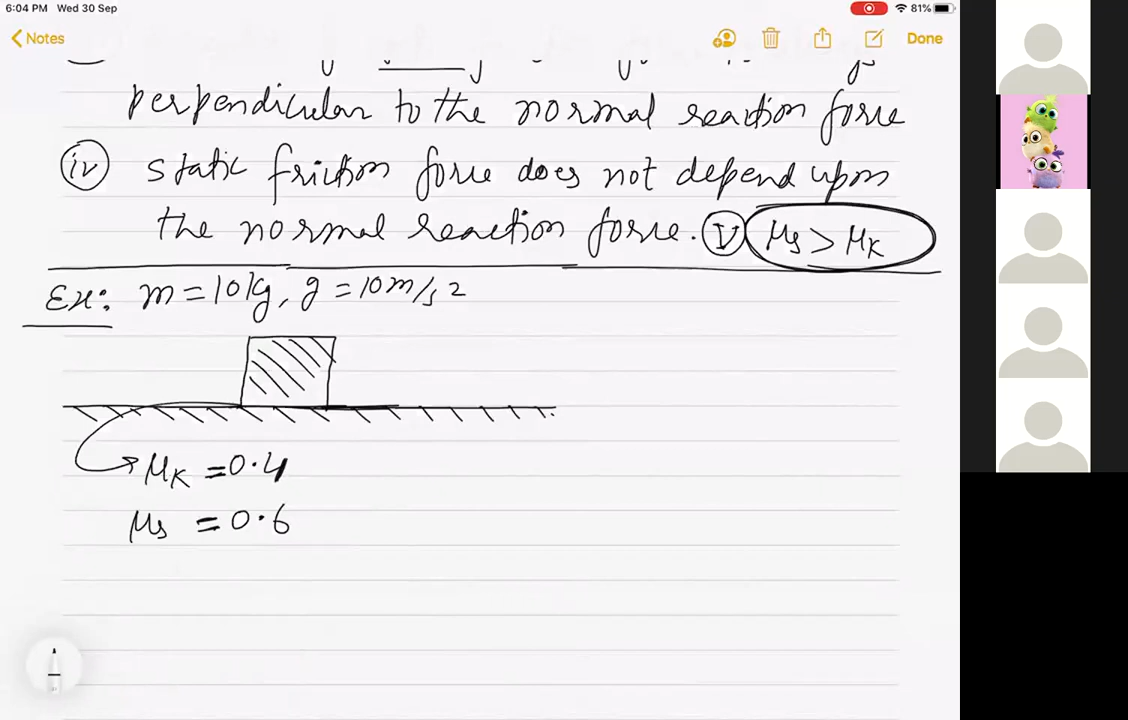 6:04 PM Wed 30 Sep
81%
Notes
Done
perpendicular to the normal reaction force
(iv) static friction force does not depend upon
the normal reaction force. (V) μs > μK
Ex: m = 10kg, g = 10m/s2
μK = 0.4
μs = 0.6